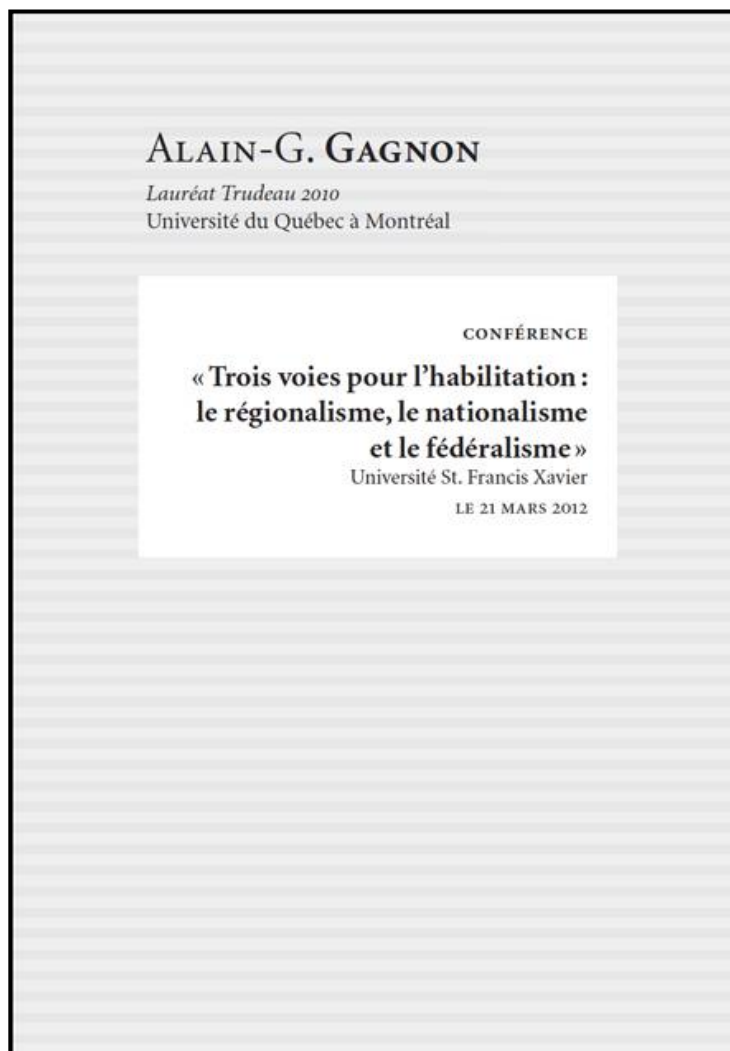 ALAIN-G. GAGNON
Lauréat Trudeau 2010
Université du Québec à Montréal
CONFÉRENCE
« Trois voies pour l’habilitation :
le régionalisme, le nationalisme
et le fédéralisme »
Université St. Francis Xavier
LE 21 MARS 2012